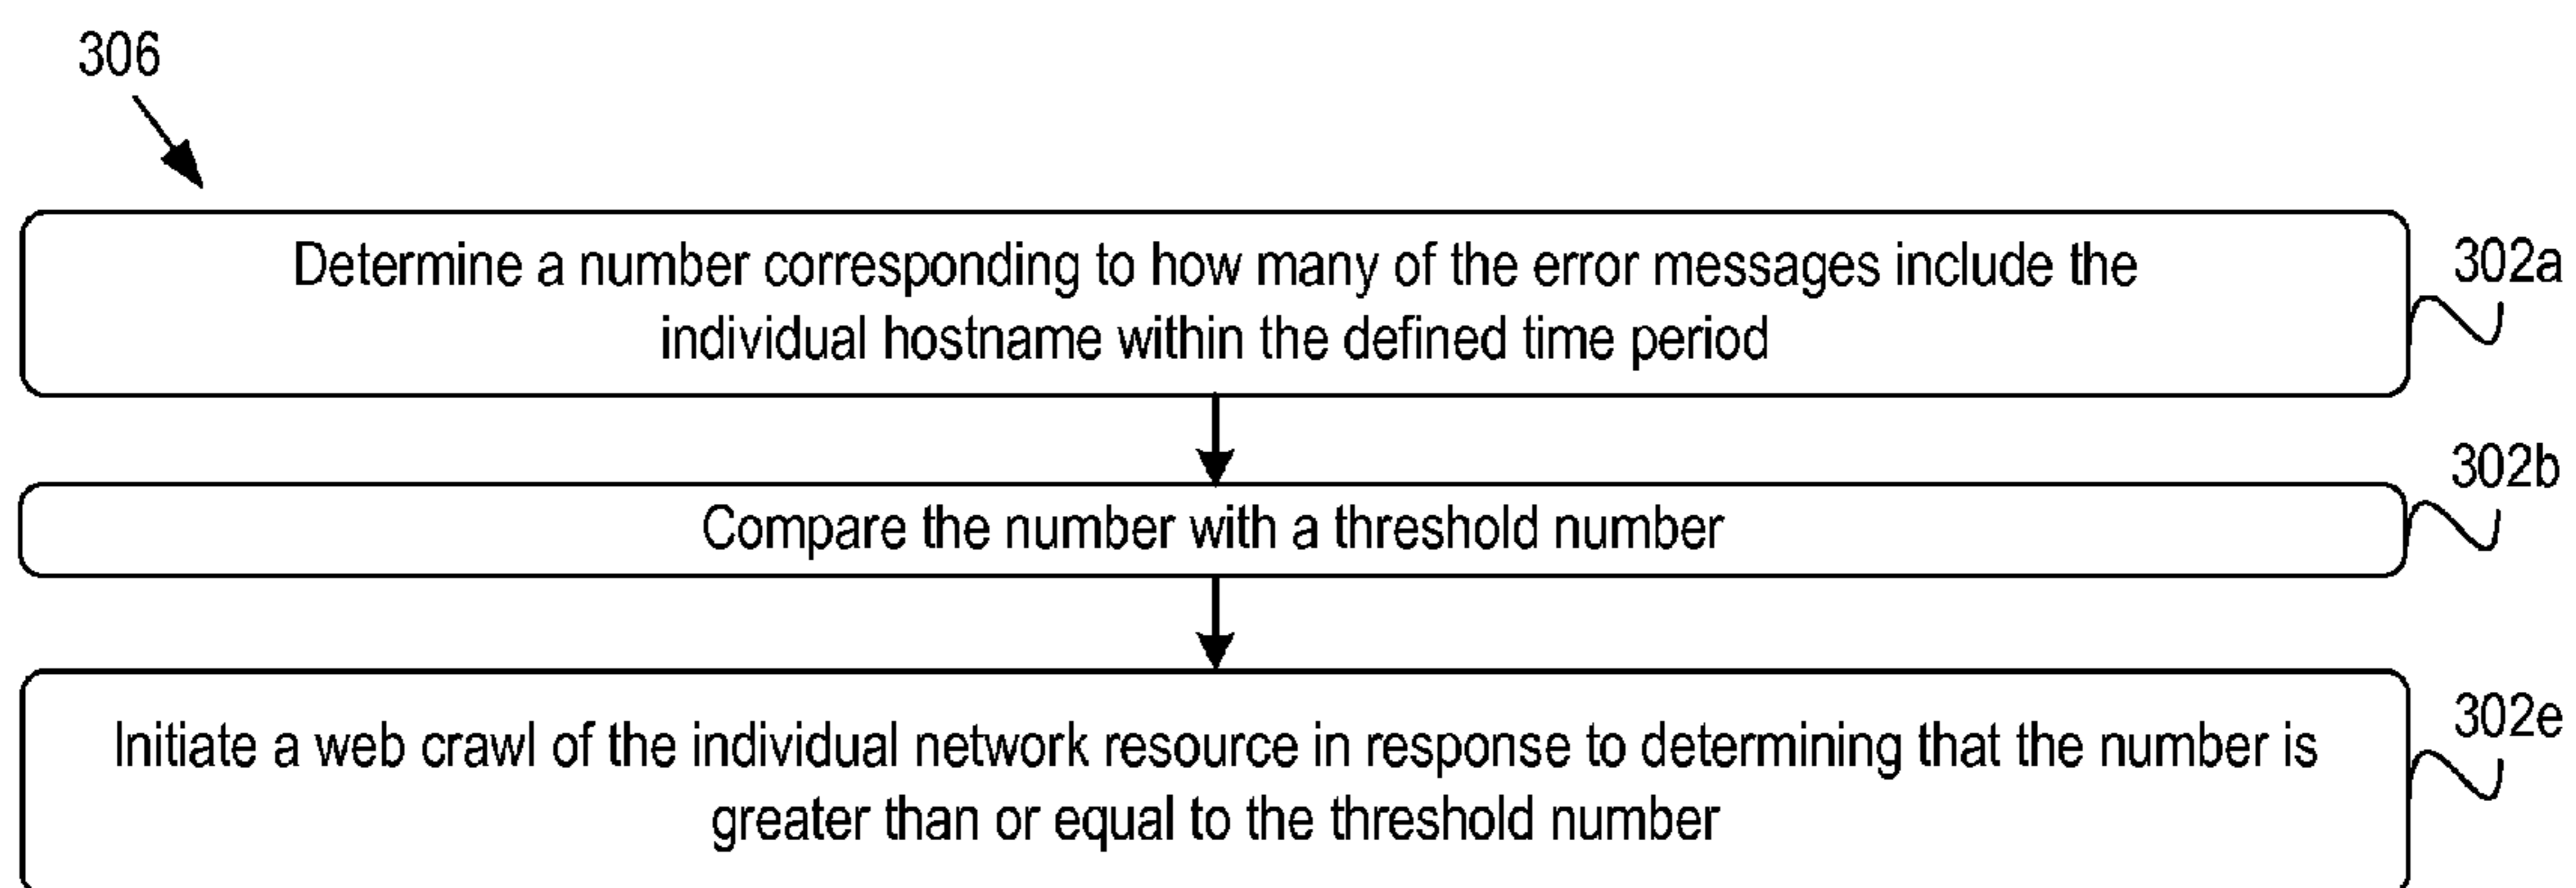 306
Determine a number corresponding to how many of the error messages include the
individual hostname within the defined time period
302a
Compare the number with a threshold number
302b
Initiate a web crawl of the individual network resource in response to determining that the number is
greater than or equal to the threshold number
302e